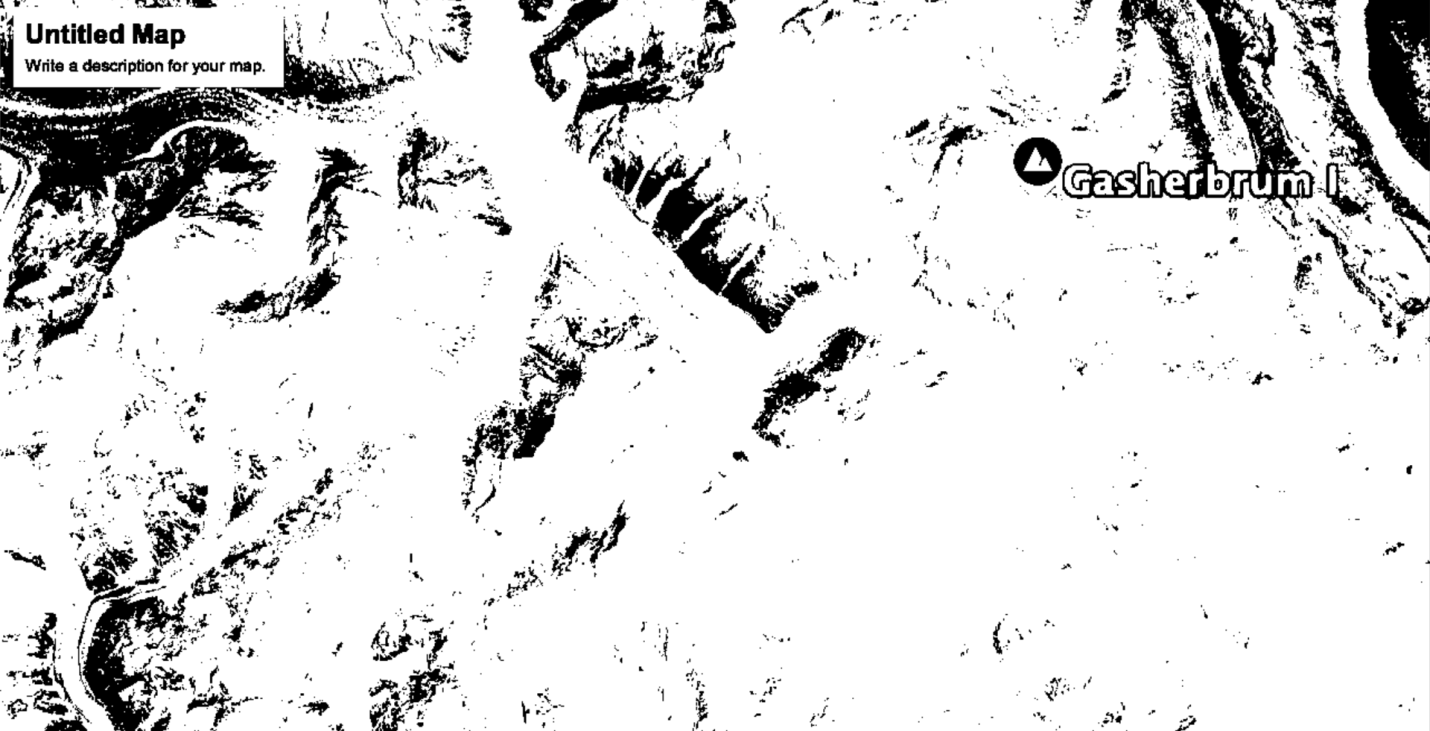 Untitled Map
Write a description for your map.
Gasherbrum I